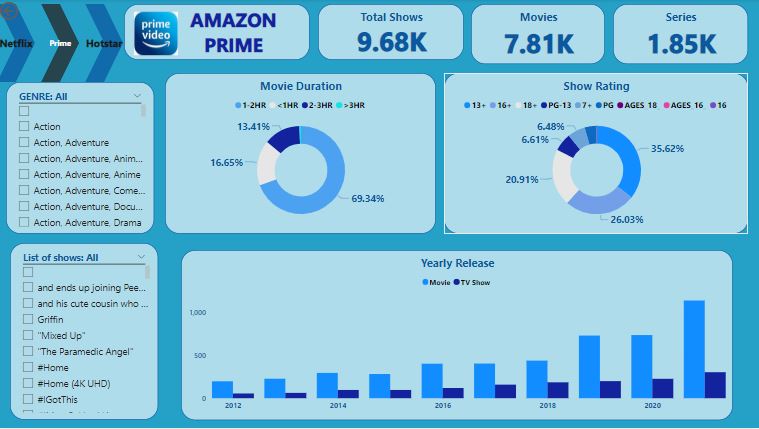 Netflix
Prime
Hotstar
prime
video
AMAZON
PRIME
Total Shows
9.68K
Movies
7.81K
Series
1.85K
GENRE: All
Action
Action, Adventure
Action, Adventure, Anim...
Action, Adventure, Anime
Action, Adventure, Come...
Action, Adventure, Docu...
Action, Adventure, Drama
Movie Duration
1-2HR <1HR 2-3HR >3HR
13.41%
16.65%
69.34%
Show Rating
13+ 16+ 18+ PG-13 7+ PG AGES_18_ AGES_16_ 16
6.48%
6.61%
20.91%
35.62%
26.03%
List of shows: All
and ends up joining Pee...
and his cute cousin who ...
Griffin
"Mixed Up"
"The Paramedic Angel"
#Home
#Home (4K UHD)
#IGotThis
Yearly Release
Movie TV Show
1,000
500
0
2012 2014 2016 2018 2020